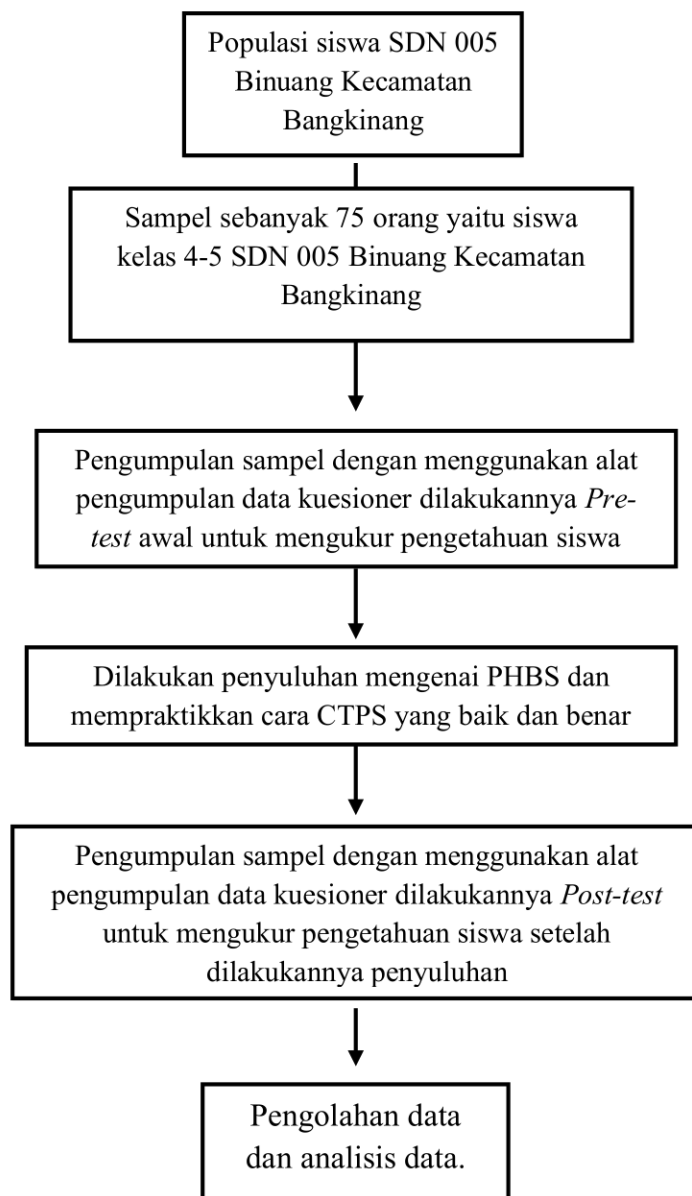 Populasi siswa SDN 005
Binuang Kecamatan
Bangkinang
Sampel sebanyak 75 orang yaitu siswa
kelas 4-5 SDN 005 Binuang Kecamatan
Bangkinang
Pengumpulan sampel dengan menggunakan alat
pengumpulan data kuesioner dilakukannya Pre-
test awal untuk mengukur pengetahuan siswa
Dilakukan penyuluhan mengenai PHBS dan
mempraktikkan cara CTPS yang baik dan benar
Pengumpulan sampel dengan menggunakan alat
pengumpulan data kuesioner dilakukannya Post-test
untuk mengukur pengetahuan siswa setelah
dilakukannya penyuluhan
Pengolahan data
dan analisis data.